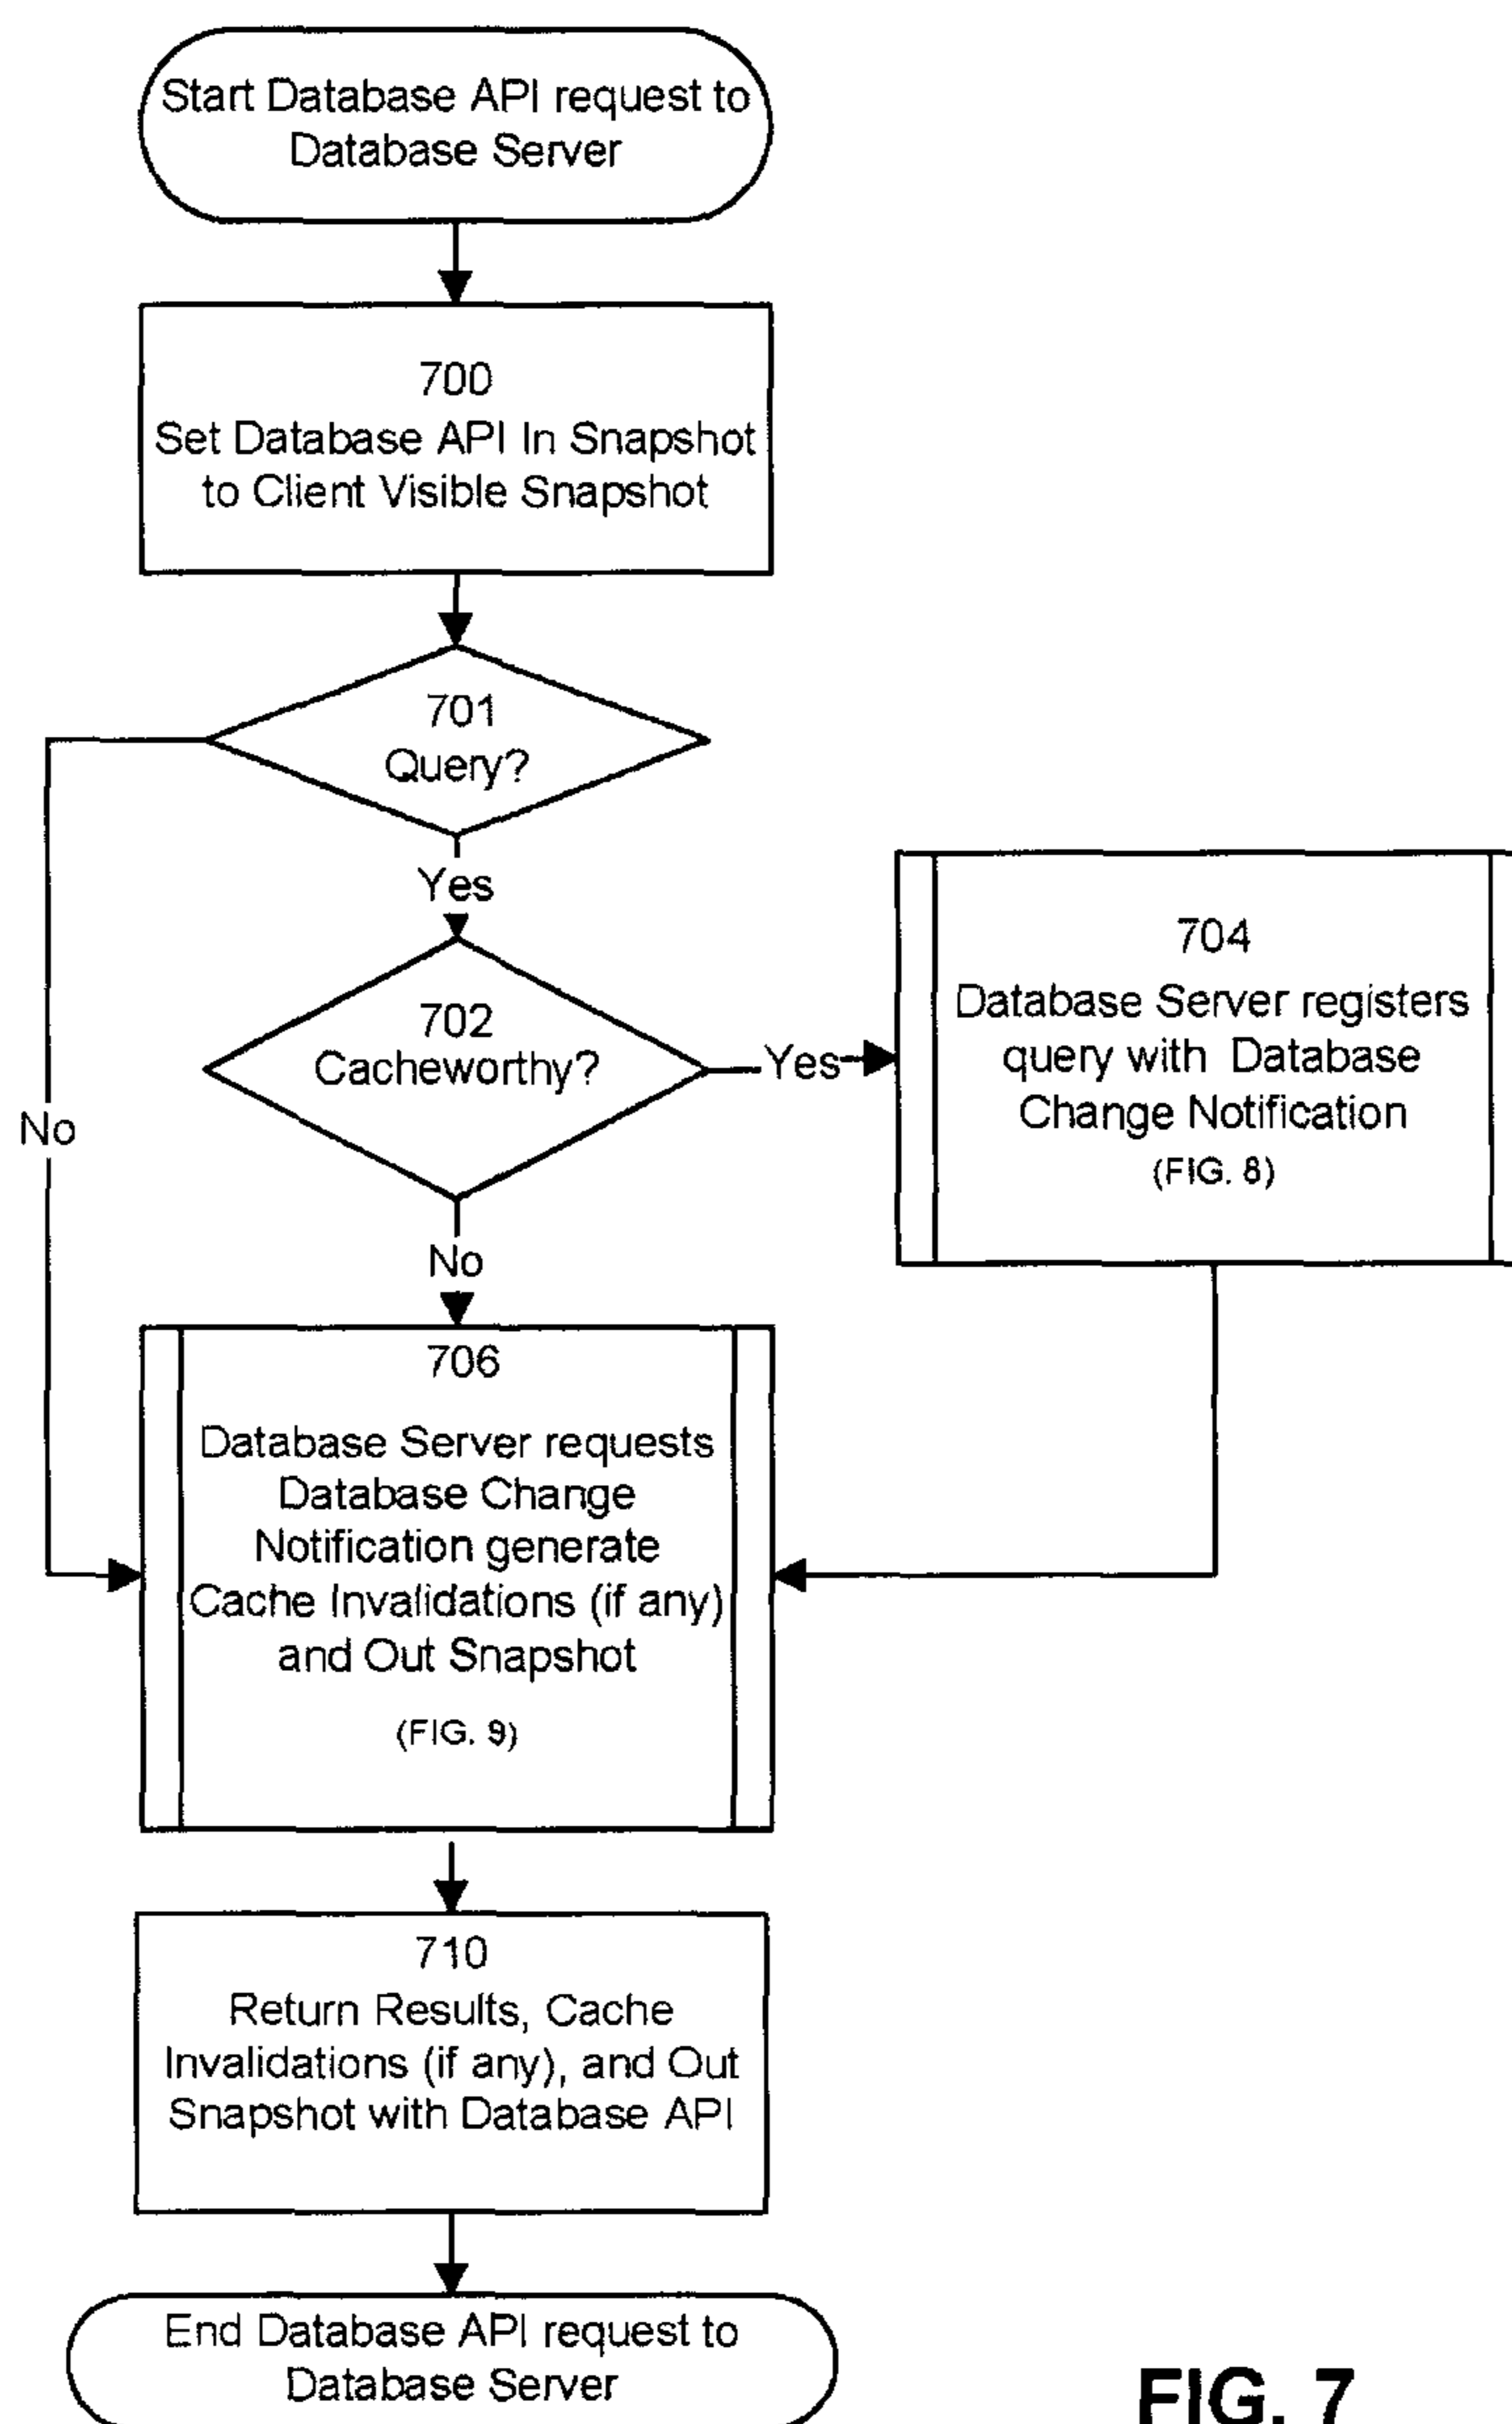 Start Database API request to
Database Server
700
Set Database API In Snapshot
to Client Visible Snapshot
701
Query?
Yes
702
Cacheworthy?
Yes
704
Database Server registers
query with Database
Change Notification
(FIG. 8)
No
No
706
Database Server requests
Database Change
Notification generate
Cache Invalidations (if any)
and Out Snapshot
(FIG. 9)
710
Return Results, Cache
Invalidations (if any), and Out
Snapshot with Database API
End Database API request to
Database Server
FIG. 7